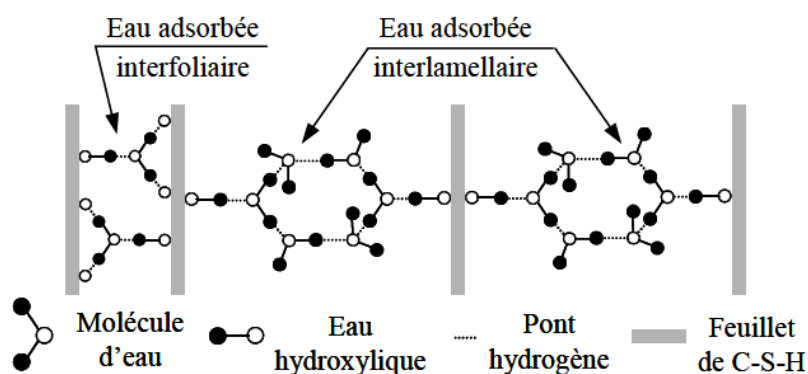 Eau adsorbée
interfoliaire
Eau adsorbée
interlamellaire
Molécule
d'eau
Eau
hydroxylique
Pont
hydrogène
Feuillet
de C-S-H